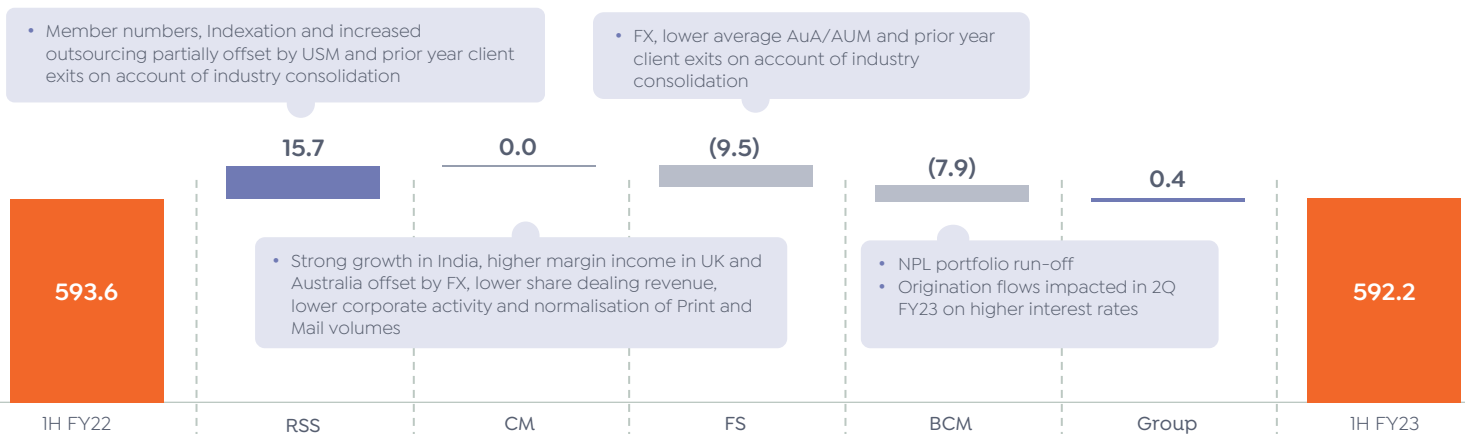 • Member numbers, Indexation and increased
outsourcing partially offset by USM and prior year client
exits on account of industry consolidation
• FX, lower average AuA/AUM and prior year
client exits on account of industry
consolidation
15.7
0.0
(9.5)
(7.9)
0.4
• Strong growth in India, higher margin income in UK and
Australia offset by FX, lower share dealing revenue,
lower corporate activity and normalisation of Print and
Mail volumes
• NPL portfolio run-off
• Origination flows impacted in 2Q
FY23 on higher interest rates
593.6
592.2
1H FY22
RSS
CM
FS
BCM
Group
1H FY23